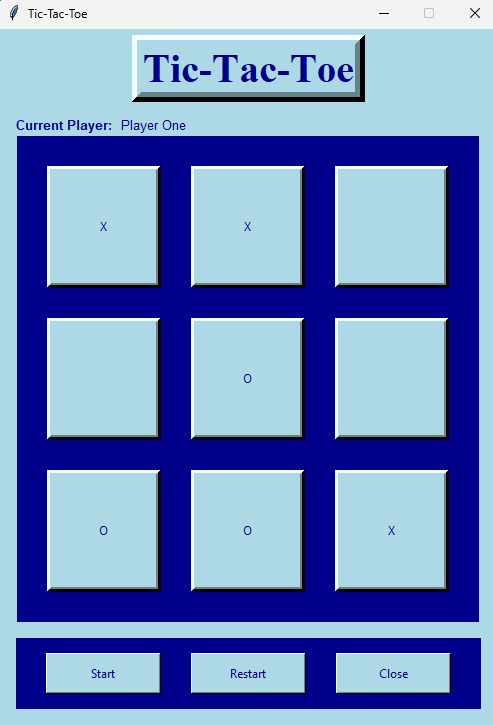 Tic-Tac-Toe
Tic-Tac-Toe
Current Player: Player One
X X
O
O O X
Start Restart Close